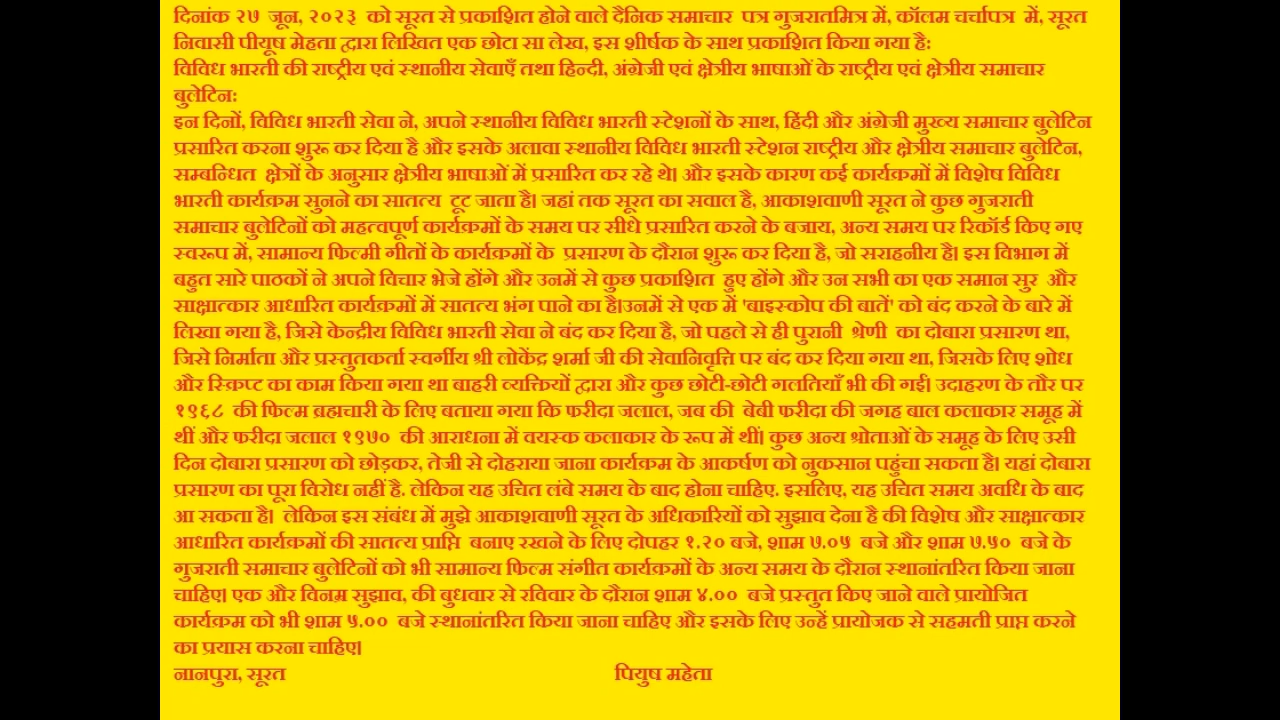 दिनांक २७ जून, २०२३ को सूरत से प्रकाशित होने वाले दैनिक समाचार पत्र गुजरातमित्र में, कॉलम चर्चापत्र में, सूरत
निवासी पीयूष मेहता द्वारा लिखित एक छोटा सा लेख, इस शीर्षक के साथ प्रकाशित किया गया है:
विविध भारती की राष्ट्रीय एवं स्थानीय सेवाएँ तथा हिन्दी, अंग्रेजी एवं क्षेत्रीय भाषाओं के राष्ट्रीय एवं क्षेत्रीय समाचार
बुलेटिन:
इन दिनों, विविध भारती सेवा ने, अपने स्थानीय विविध भारती स्टेशनों के साथ, हिंदी और अंग्रेजी मुख्य समाचार बुलेटिन
प्रसारित करना शुरू कर दिया है और इसके अलावा स्थानीय विविध भारती स्टेशन राष्ट्रीय और क्षेत्रीय समाचार बुलेटिन,
सम्बन्धित क्षेत्रों के अनुसार क्षेत्रीय भाषाओं में प्रसारित कर रहे थे। और इसके कारण कई कार्यक्रमों में विशेष विविध
भारती कार्यक्रम सुनने का सातत्य टूट जाता है। जहां तक सूरत का सवाल है, आकाशवाणी सूरत ने कुछ गुजराती
समाचार बुलेटिनों को महत्वपूर्ण कार्यक्रमों के समय पर सीधे प्रसारित करने के बजाय, अन्य समय पर रिकॉर्ड किए गए
स्वरूप में, सामान्य फिल्मी गीतों के कार्यक्रमों के प्रसारण के दौरान शुरू कर दिया है, जो सराहनीय है। इस विभाग में
बहुत सारे पाठकों ने अपने विचार भेजे होंगे और उनमें से कुछ प्रकाशित हुए होंगे और उन सभी का एक समान सुर और
साक्षात्कार आधारित कार्यक्रमों में सातत्य भंग पाने का है।उनमें से एक में 'बाइस्कोप की बातें' को बंद करने के बारे में
लिखा गया है, जिसे केन्द्रीय विविध भारती सेवा ने बंद कर दिया है, जो पहले से ही पुरानी श्रेणी का दोबारा प्रसारण था,
जिसे निर्माता और प्रस्तुतकर्ता स्वर्गीय श्री लोकेंद्र शर्मा जी की सेवानिवृत्ति पर बंद कर दिया गया था, जिसके लिए शोध
और स्क्रिप्ट का काम किया गया था बाहरी व्यक्तियों द्वारा और कुछ छोटी-छोटी गलतियाँ भी की गईं। उदाहरण के तौर पर
१९६८ की फिल्म ब्रह्मचारी के लिए बताया गया कि फरीदा जलाल, जब की बेबी फरीदा की जगह बाल कलाकार समूह में
थीं और फरीदा जलाल १९७० की आराधना में वयस्क कलाकार के रूप में थीं। कुछ अन्य श्रोताओं के समूह के लिए उसी
दिन दोबारा प्रसारण को छोड़कर, तेजी से दोहराया जाना कार्यक्रम के आकर्षण को नुकसान पहुंचा सकता है। यहां दोबारा
प्रसारण का पूरा विरोध नहीं है. लेकिन यह उचित लंबे समय के बाद होना चाहिए. इसलिए, यह उचित समय अवधि के बाद
आ सकता है। लेकिन इस संबंध में मुझे आकाशवाणी सूरत के अधिकारियों को सुझाव देना है की विशेष और साक्षात्कार
आधारित कार्यक्रमों की सातत्य प्राप्ति बनाए रखने के लिए दोपहर १.२० बजे, शाम ७.०५ बजे और शाम ७.५० बजे के
गुजराती समाचार बुलेटिनों को भी सामान्य फिल्म संगीत कार्यक्रमों के अन्य समय के दौरान स्थानांतरित किया जाना
चाहिए। एक और विनम्र सुझाव, की बुधवार से रविवार के दौरान शाम ४.०० बजे प्रस्तुत किए जाने वाले प्रायोजित
कार्यक्रम को भी शाम ५.०० बजे स्थानांतरित किया जाना चाहिए और इसके लिए उन्हें प्रायोजक से सहमती प्राप्त करने
का प्रयास करना चाहिए।
नानपुरा, सूरत पियुष महेता